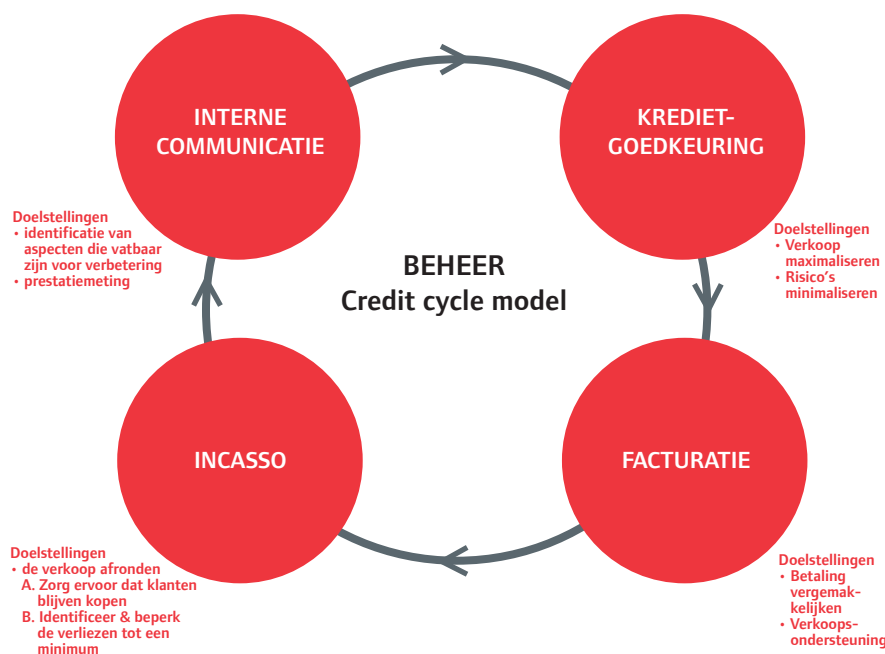 INTERNE
COMMUNICATIE
KREDIET-
GOEDKEURING
Doelstellingen
• identificatie van
aspecten die vatbaar
zijn voor verbetering
• prestatiemeting
Doelstellingen
• Verkoop
maximaliseren
• Risico's
minimaliseren
BEHEER
Credit cycle model
INCASSO
FACTURATIE
Doelstellingen
• de verkoop afronden
A. Zorg ervoor dat klanten
blijven kopen
B. Identificeer & beperk
de verliezen tot een
minimum
Doelstellingen
• Betaling
vergemak-
kelijken
• Verkoops-
ondersteuning